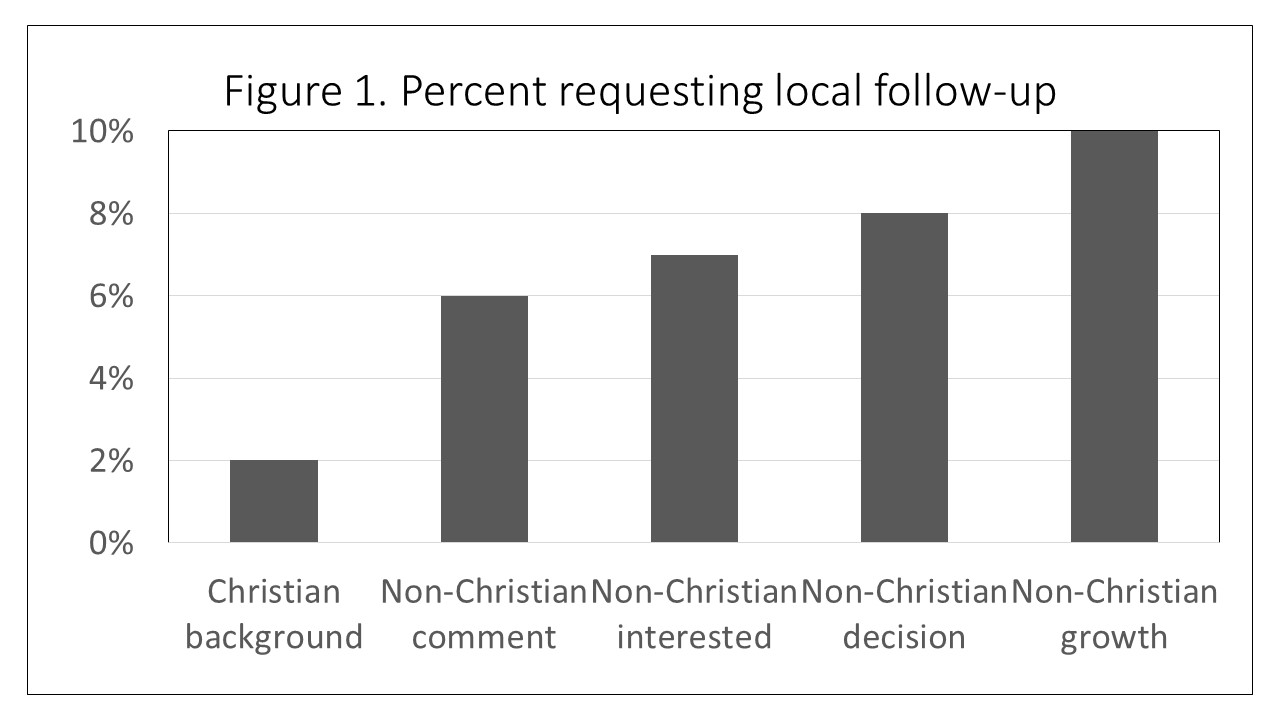 Figure 1. Percent requesting local follow-up
10%
8%
6%
4%
2%
0%
Christian background
Non-Christian comment
Non-Christian interested
Non-Christian decision
Non-Christian growth